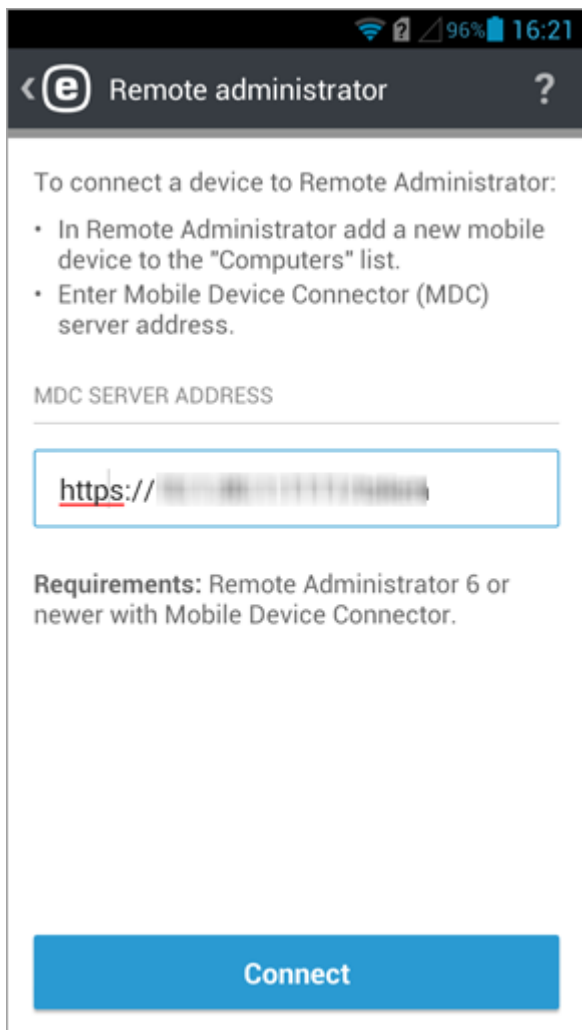 96% 16:21
e Remote administrator ?
To connect a device to Remote Administrator:
• In Remote Administrator add a new mobile
device to the "Computers" list.
• Enter Mobile Device Connector (MDC)
server address.
MDC SERVER ADDRESS
https://
Requirements: Remote Administrator 6 or
newer with Mobile Device Connector.
Connect